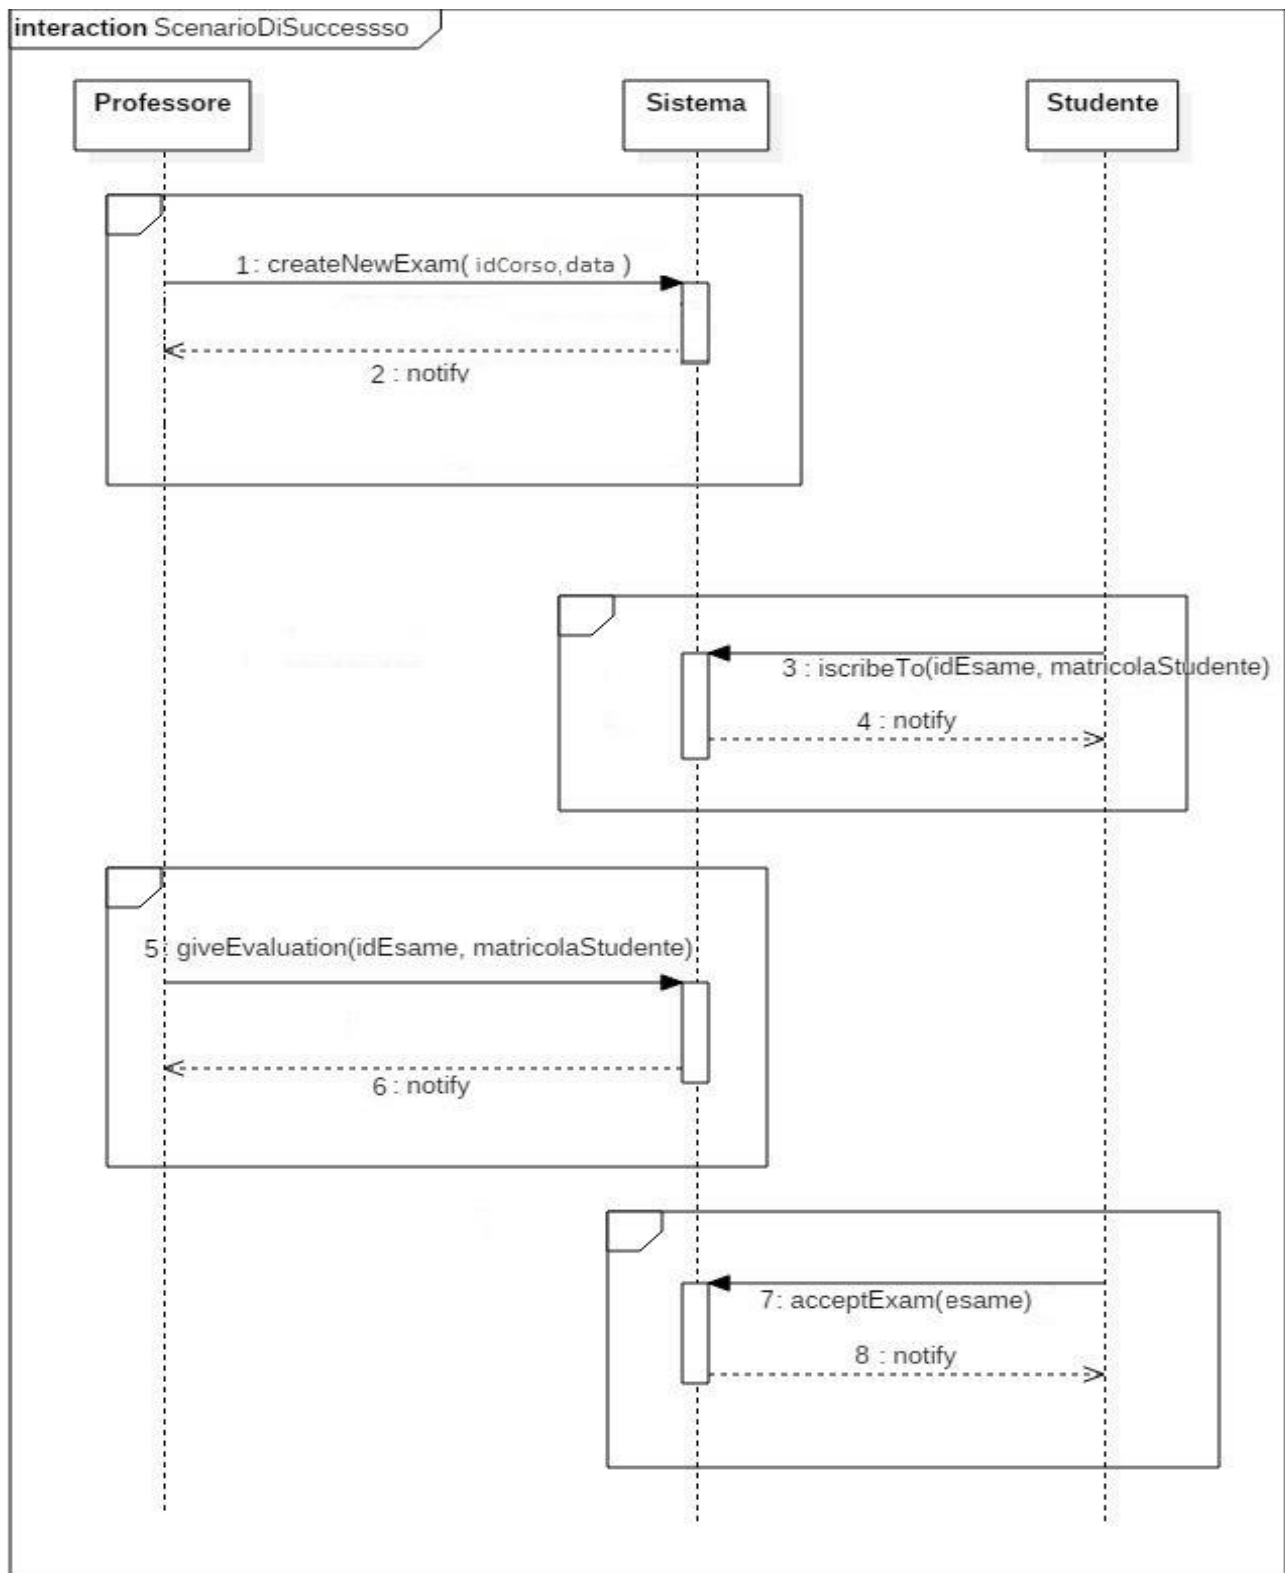 interaction ScenarioDiSuccessso
Professore
Sistema
Studente
1: createNewExam( idCorso,data )
2 : notify
3 : iscribeTo(idEsame, matricolaStudente)
4 : notify
5: giveEvaluation(idEsame, matricolaStudente)
6 : notify
7: acceptExam(esame)
8 : notify